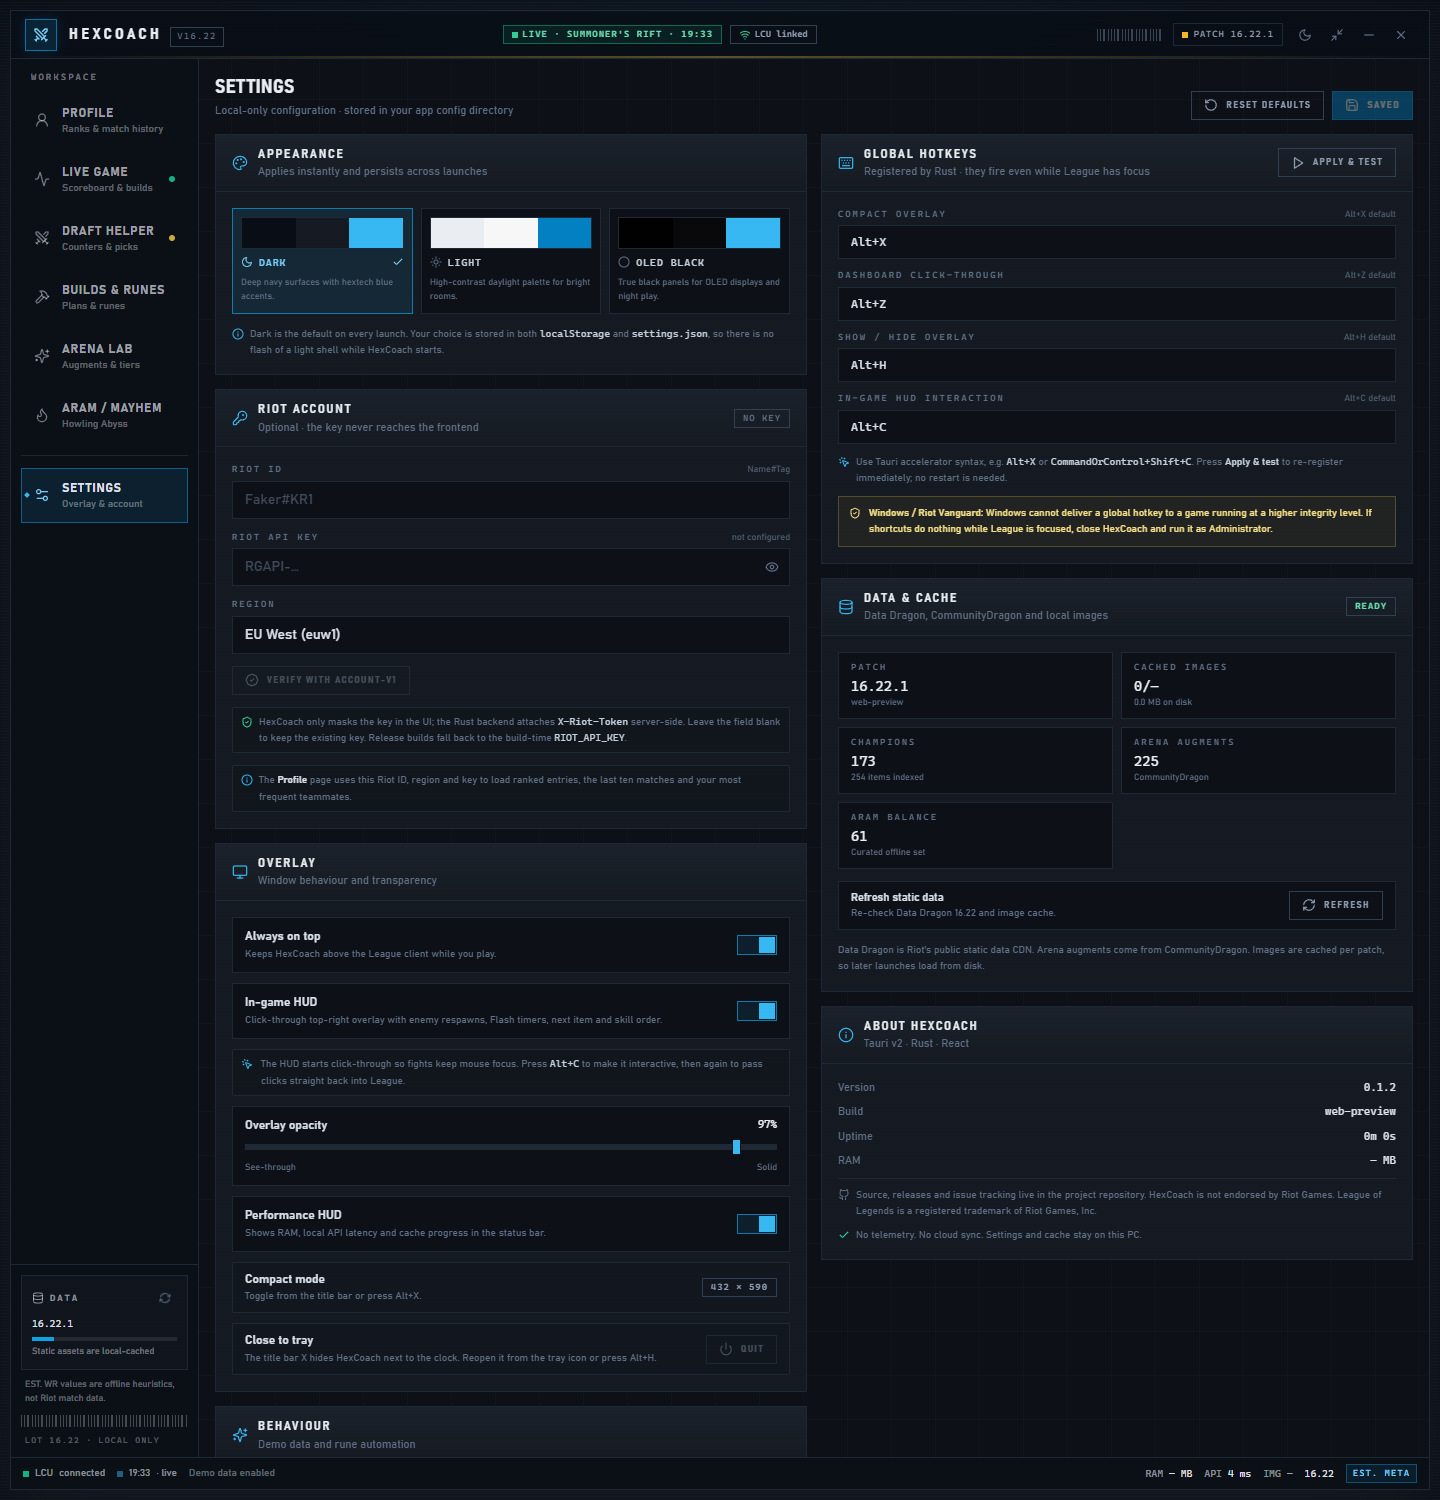 HEXCOACH V16.22
LIVE · SUMMONER'S RIFT · 19:33
LCU linked
PATCH 16.22.1
WORKSPACE
PROFILE
Ranks & match history
LIVE GAME
Scoreboard & builds
DRAFT HELPER
Counters & picks
BUILDS & RUNES
Plans & runes
ARENA LAB
Augments & tiers
ARAM / MAYHEM
Howling Abyss
SETTINGS
Overlay & account
DATA
16.22.1
Static assets are local-cached
EST. WR values are offline heuristics,
not Riot match data.
LOT 16.22 · LOCAL ONLY
SETTINGS
Local-only configuration · stored in your app config directory
RESET DEFAULTS
SAVED
APPEARANCE
Applies instantly and persists across launches
DARK
Deep navy surfaces with hextech blue
accents.
LIGHT
High-contrast daylight palette for bright
rooms.
OLED BLACK
True black panels for OLED displays and
night play.
Dark is the default on every launch. Your choice is stored in both localStorage and settings.json, so there is no
flash of a light shell while HexCoach starts.
RIOT ACCOUNT
Optional · the key never reaches the frontend
NO KEY
RIOT ID
Name#Tag
Faker#KR1
RIOT API KEY
not configured
RGAPI-…
REGION
EU West (euw1)
VERIFY WITH ACCOUNT-V1
HexCoach only masks the key in the UI; the Rust backend attaches X-Riot-Token server-side. Leave the field blank
to keep the existing key. Release builds fall back to the build-time RIOT_API_KEY.
The Profile page uses this Riot ID, region and key to load ranked entries, the last ten matches and your most
frequent teammates.
OVERLAY
Window behaviour and transparency
Always on top
Keeps HexCoach above the League client while you play.
In-game HUD
Click-through top-right overlay with enemy respawns, Flash timers, next item and skill order.
The HUD starts click-through so fights keep mouse focus. Press Alt+C to make it interactive, then again to pass
clicks straight back into League.
Overlay opacity
97%
See-through
Solid
Performance HUD
Shows RAM, local API latency and cache progress in the status bar.
Compact mode
Toggle from the title bar or press Alt+X.
432 × 590
Close to tray
The title bar X hides HexCoach next to the clock. Reopen it from the tray icon or press Alt+H.
QUIT
BEHAVIOUR
Demo data and rune automation
GLOBAL HOTKEYS
Registered by Rust · they fire even while League has focus
APPLY & TEST
COMPACT OVERLAY
Alt+X default
Alt+X
DASHBOARD CLICK-THROUGH
Alt+Z default
Alt+Z
SHOW / HIDE OVERLAY
Alt+H default
Alt+H
IN-GAME HUD INTERACTION
Alt+C default
Alt+C
Use Tauri accelerator syntax, e.g. Alt+X or CommandOrControl+Shift+C. Press Apply & test to re-register
immediately; no restart is needed.
Windows / Riot Vanguard: Windows cannot deliver a global hotkey to a game running at a higher integrity level. If
shortcuts do nothing while League is focused, close HexCoach and run it as Administrator.
DATA & CACHE
Data Dragon, CommunityDragon and local images
READY
PATCH
16.22.1
web-preview
CACHED IMAGES
0/—
0.0 MB on disk
CHAMPIONS
173
254 items indexed
ARENA AUGMENTS
225
CommunityDragon
ARAM BALANCE
61
Curated offline set
Refresh static data
Re-check Data Dragon 16.22 and image cache.
REFRESH
Data Dragon is Riot's public static data CDN. Arena augments come from CommunityDragon. Images are cached per patch,
so later launches load from disk.
ABOUT HEXCOACH
Tauri v2 · Rust · React
Version 0.1.2
Build web-preview
Uptime 0m 0s
RAM — MB
Source, releases and issue tracking live in the project repository. HexCoach is not endorsed by Riot Games. League of
Legends is a registered trademark of Riot Games, Inc.
No telemetry. No cloud sync. Settings and cache stay on this PC.
LCU connected 19:33 · live Demo data enabled
RAM — MB API 4 ms IMG — 16.22 EST. META